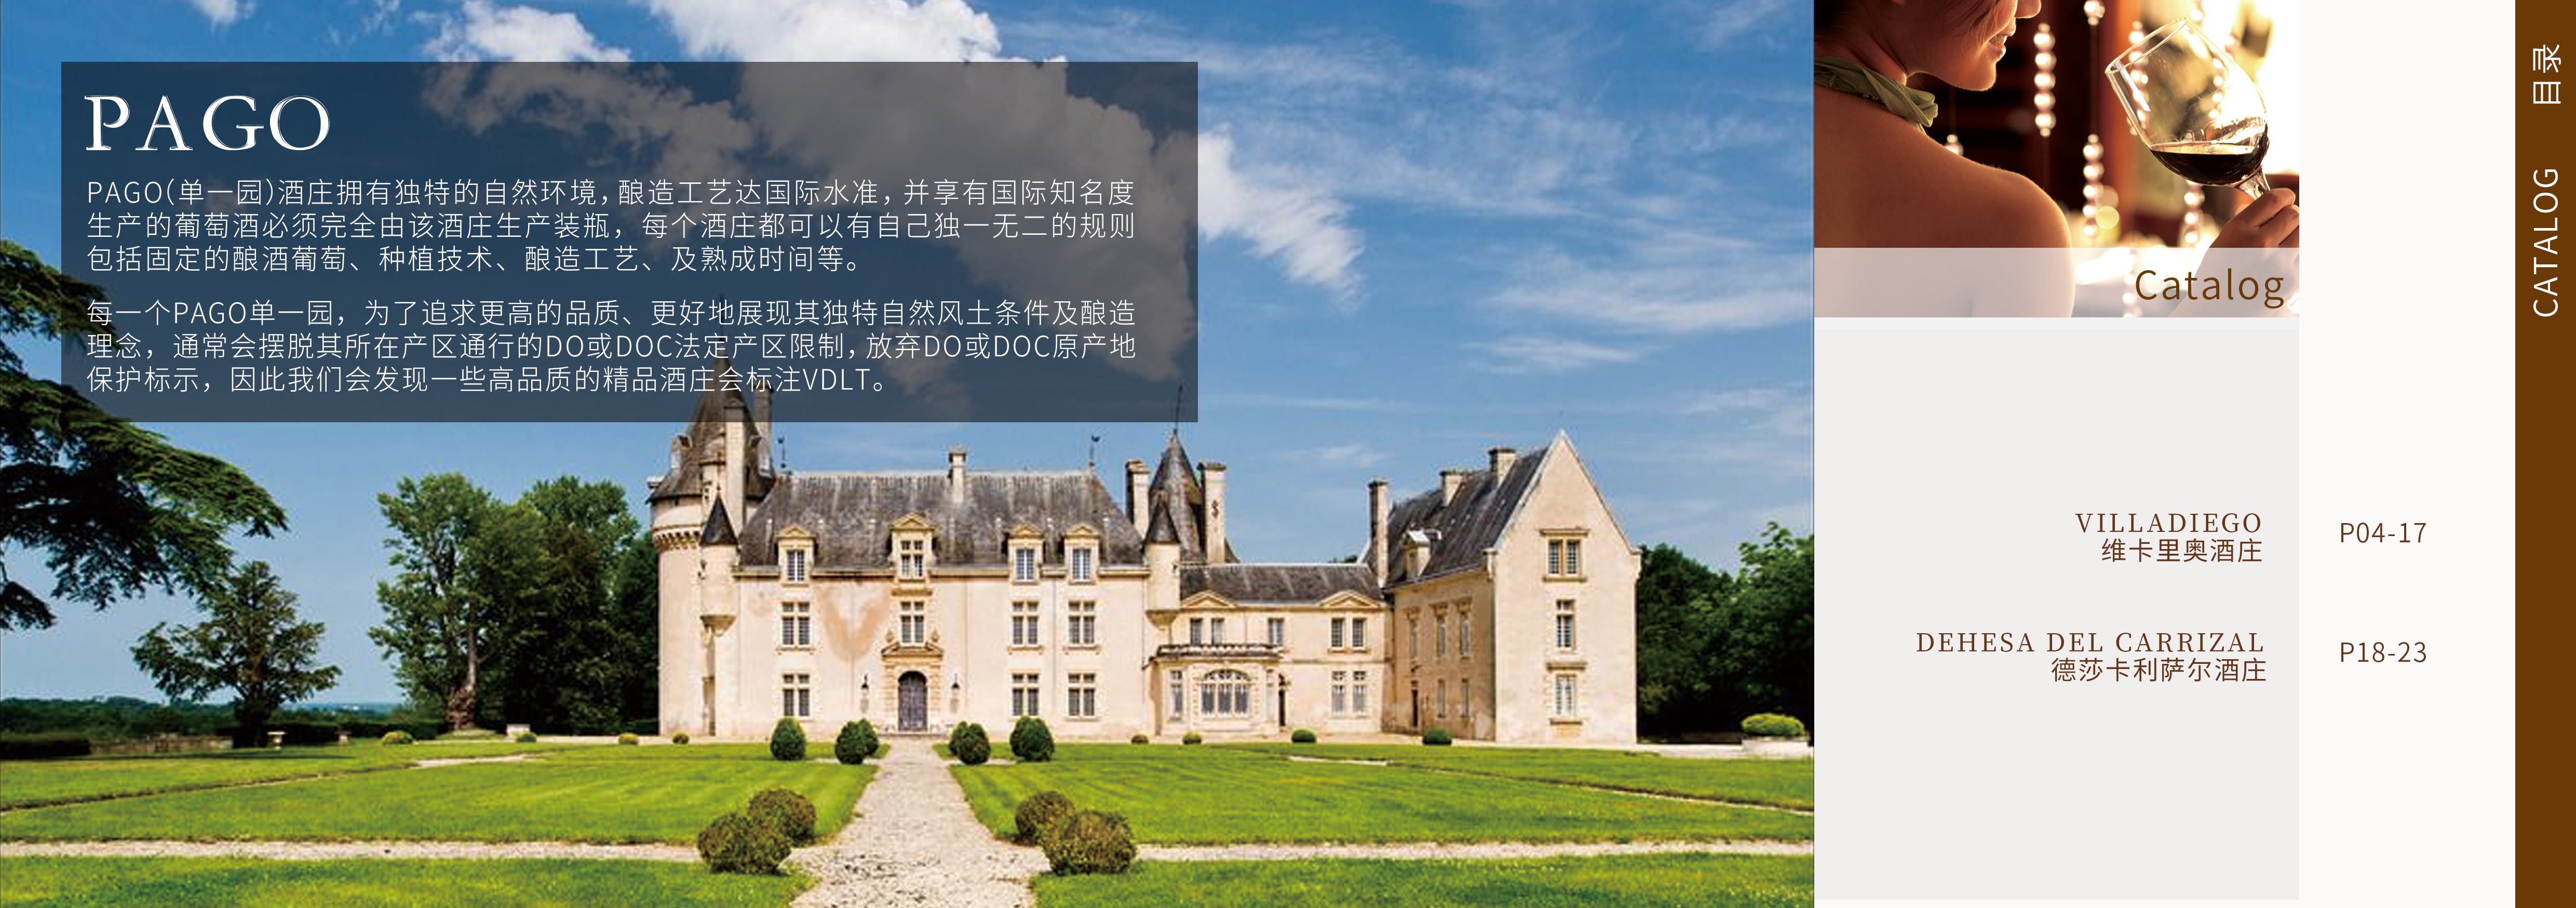 PAGO
PAGO(单一园)酒庄拥有独特的自然环境，酿造工艺达国际水准，并享有国际知名度
生产的葡萄酒必须完全由该酒庄生产装瓶，每个酒庄都可以有自己独一无二的规则
包括固定的酿酒葡萄、种植技术、酿造工艺、及熟成时间等。
每一个PAGO单一园，为了追求更高的品质、更好地展现其独特自然风土条件及酿造
理念，通常会摆脱其所在产区通行的DO或DOC法定产区限制，放弃DO或DOC原产地
保护标示，因此我们会发现一些高品质的精品酒庄会标注VDLT。
Catalog
VILLADIEGO
维卡里奥酒庄
P04-17
DEHESA DEL CARRIZAL
德莎卡利萨尔酒庄
P18-23
CATALOG 目录